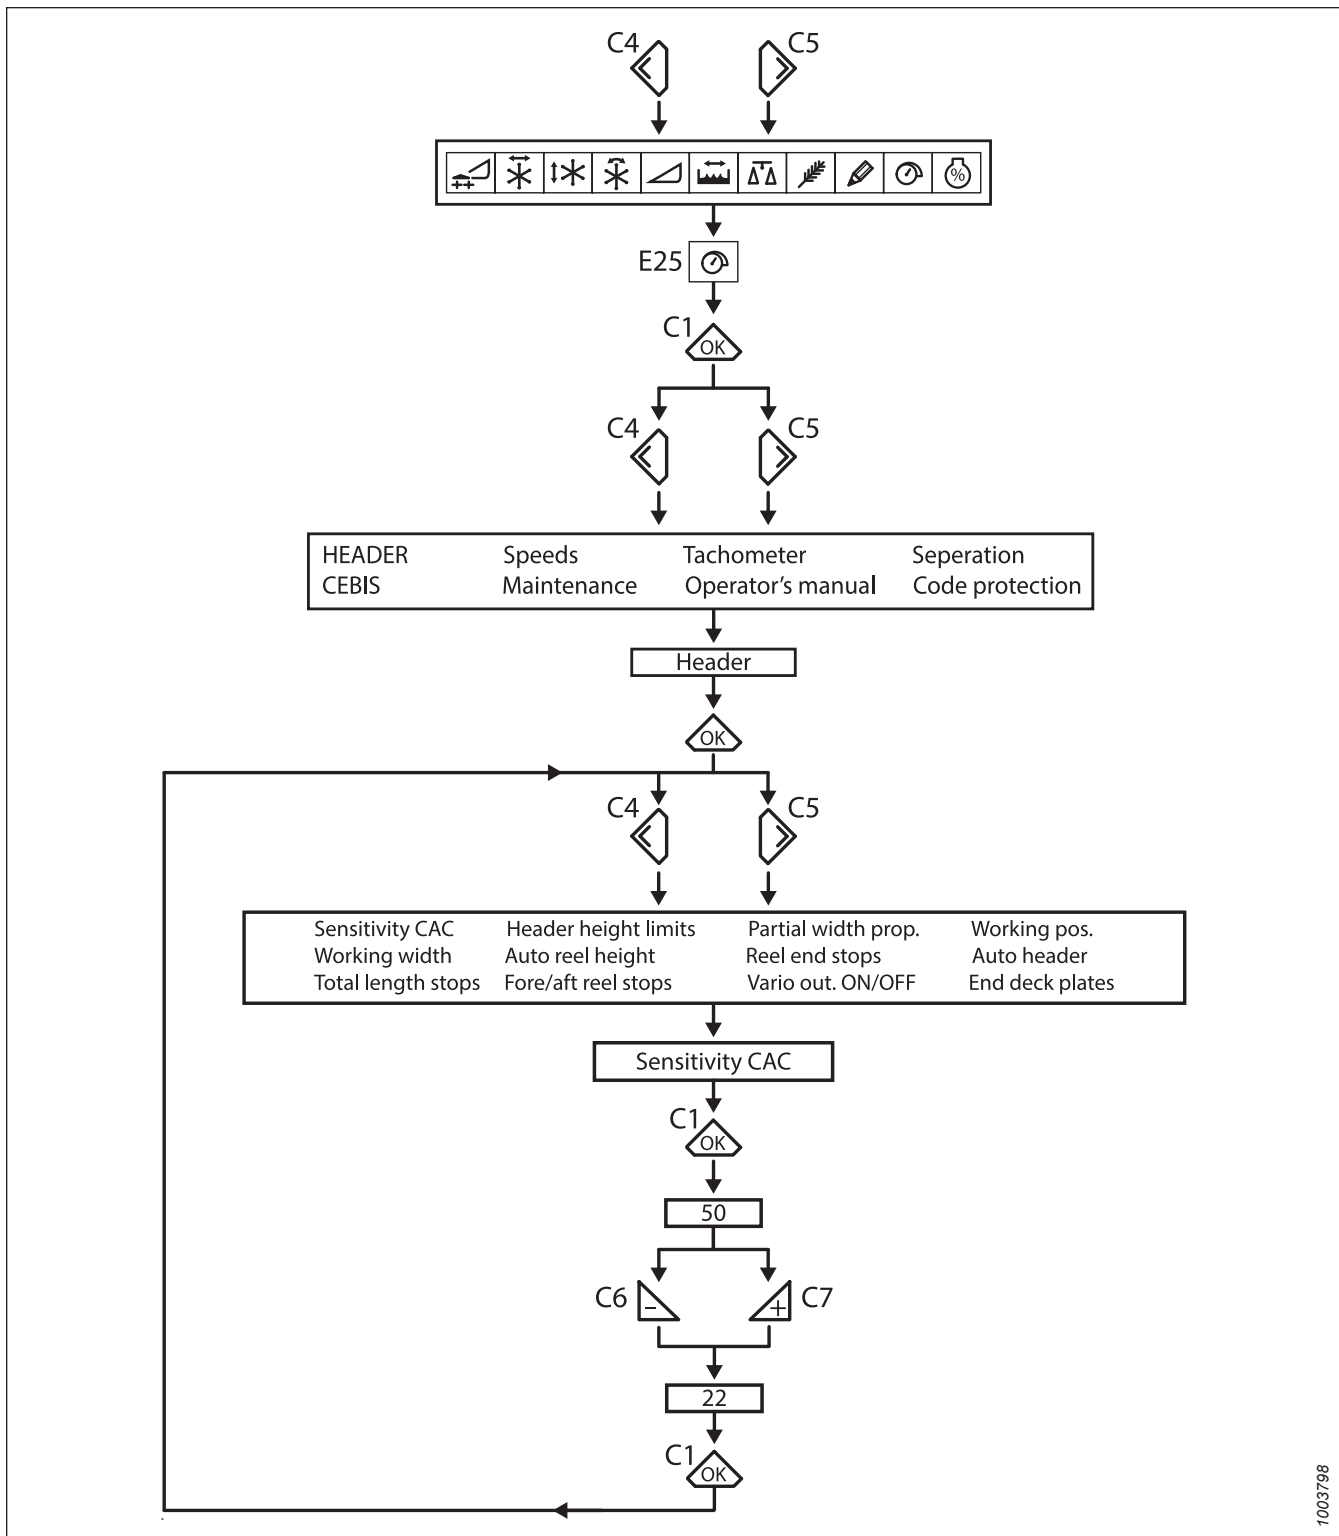 C4 C5
%
E25
C1
OK
C4 C5
HEADER Speeds Tachometer Seperation
CEBIS Maintenance Operator's manual Code protection
Header
OK
C4 C5
Sensitivity CAC Header height limits Partial width prop. Working pos.
Working width Auto reel height Reel end stops Auto header
Total length stops Fore/aft reel stops Vario out. ON/OFF End deck plates
Sensitivity CAC
C1
OK
50
C6 - + C7
22
C1
OK
1003798